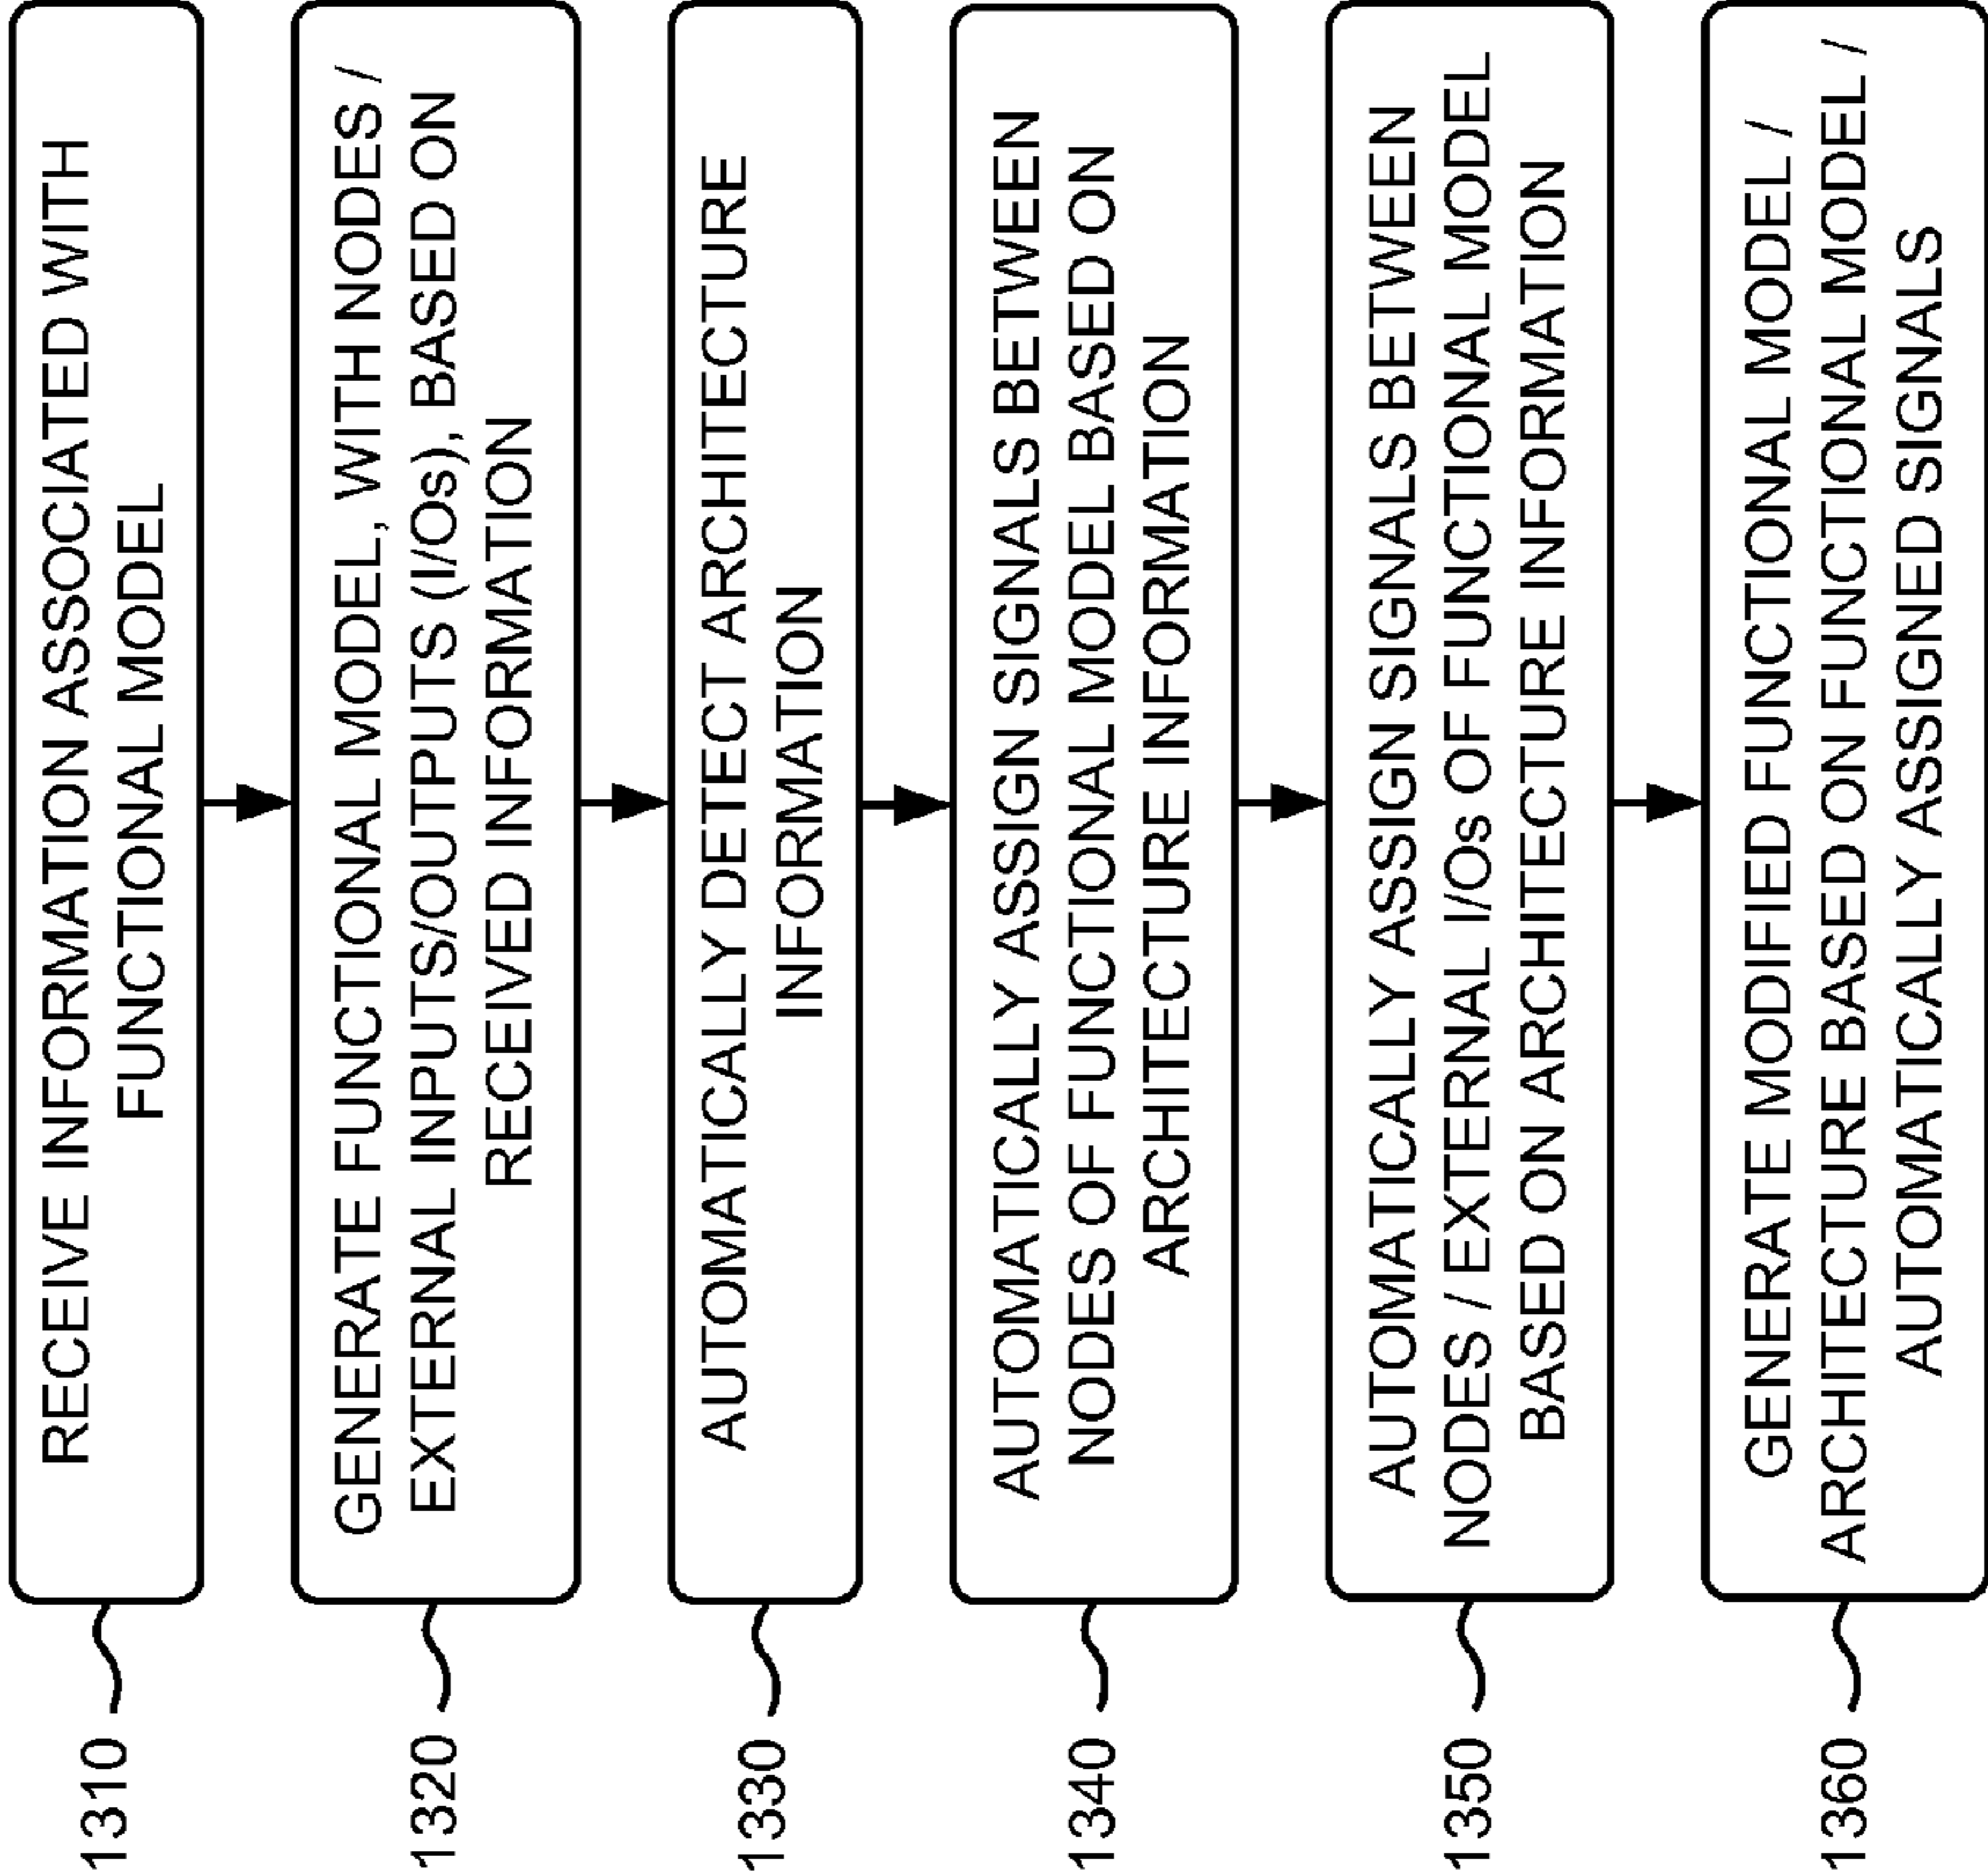 1310
RECEIVE INFORMATION ASSOCIATED WITH
FUNCTIONAL MODEL
1320
GENERATE FUNCTIONAL MODEL, WITH NODES /
EXTERNAL INPUTS/OUTPUTS (I/Os), BASED ON
RECEIVED INFORMATION
1330
AUTOMATICALLY DETECT ARCHITECTURE
INFORMATION
1340
AUTOMATICALLY ASSIGN SIGNALS BETWEEN
NODES OF FUNCTIONAL MODEL BASED ON
ARCHITECTURE INFORMATION
1350
AUTOMATICALLY ASSIGN SIGNALS BETWEEN
NODES / EXTERNAL I/Os OF FUNCTIONAL MODEL
BASED ON ARCHITECTURE INFORMATION
1360
GENERATE MODIFIED FUNCTIONAL MODEL /
ARCHITECTURE BASED ON FUNCTIONAL MODEL /
AUTOMATICALLY ASSIGNED SIGNALS